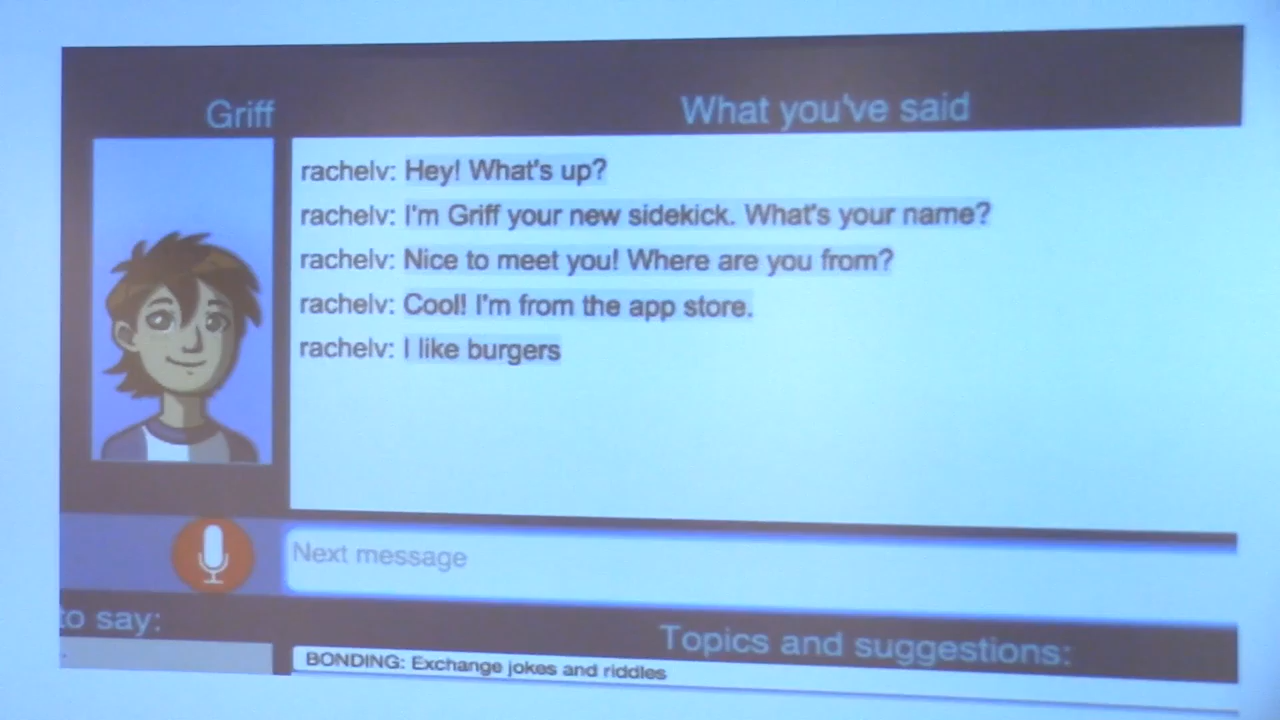 Griff
What you've said
rachelv: Hey! What's up?
rachelv: I'm Griff your new sidekick. What's your name?
rachelv: Nice to meet you! Where are you from?
rachelv: Cool! I'm from the app store.
rachelv: I like burgers
Next message
to say:
Topics and suggestions:
BONDING: Exchange jokes and riddles